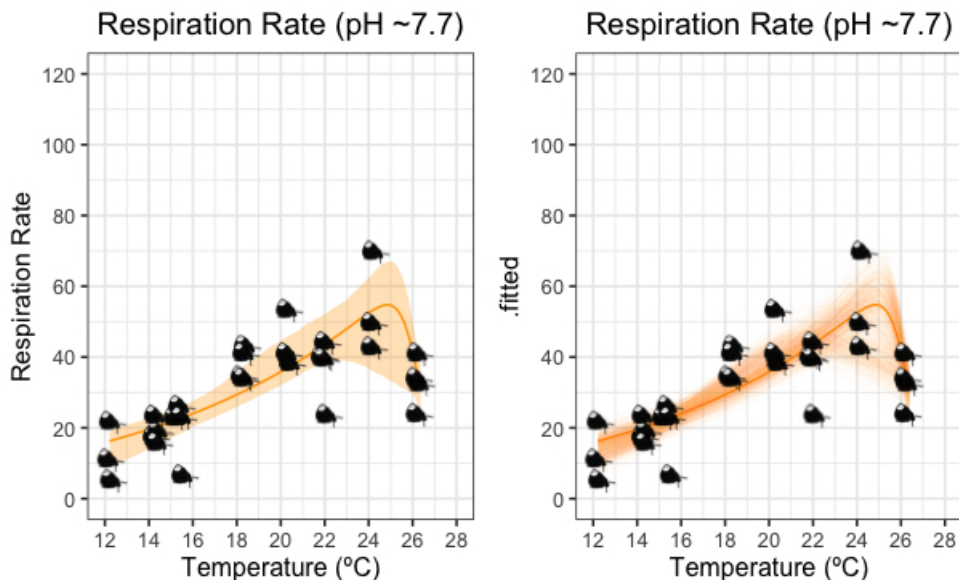 Respiration Rate (pH ~7.7)
120
100
80
60
40
20
0
Respiration Rate
12 14 16 18 20 22 24 26 28
Temperature (ºC)
Respiration Rate (pH ~7.7)
120
100
80
60
40
20
0
.fitted
12 14 16 18 20 22 24 26 28
Temperature (ºC)